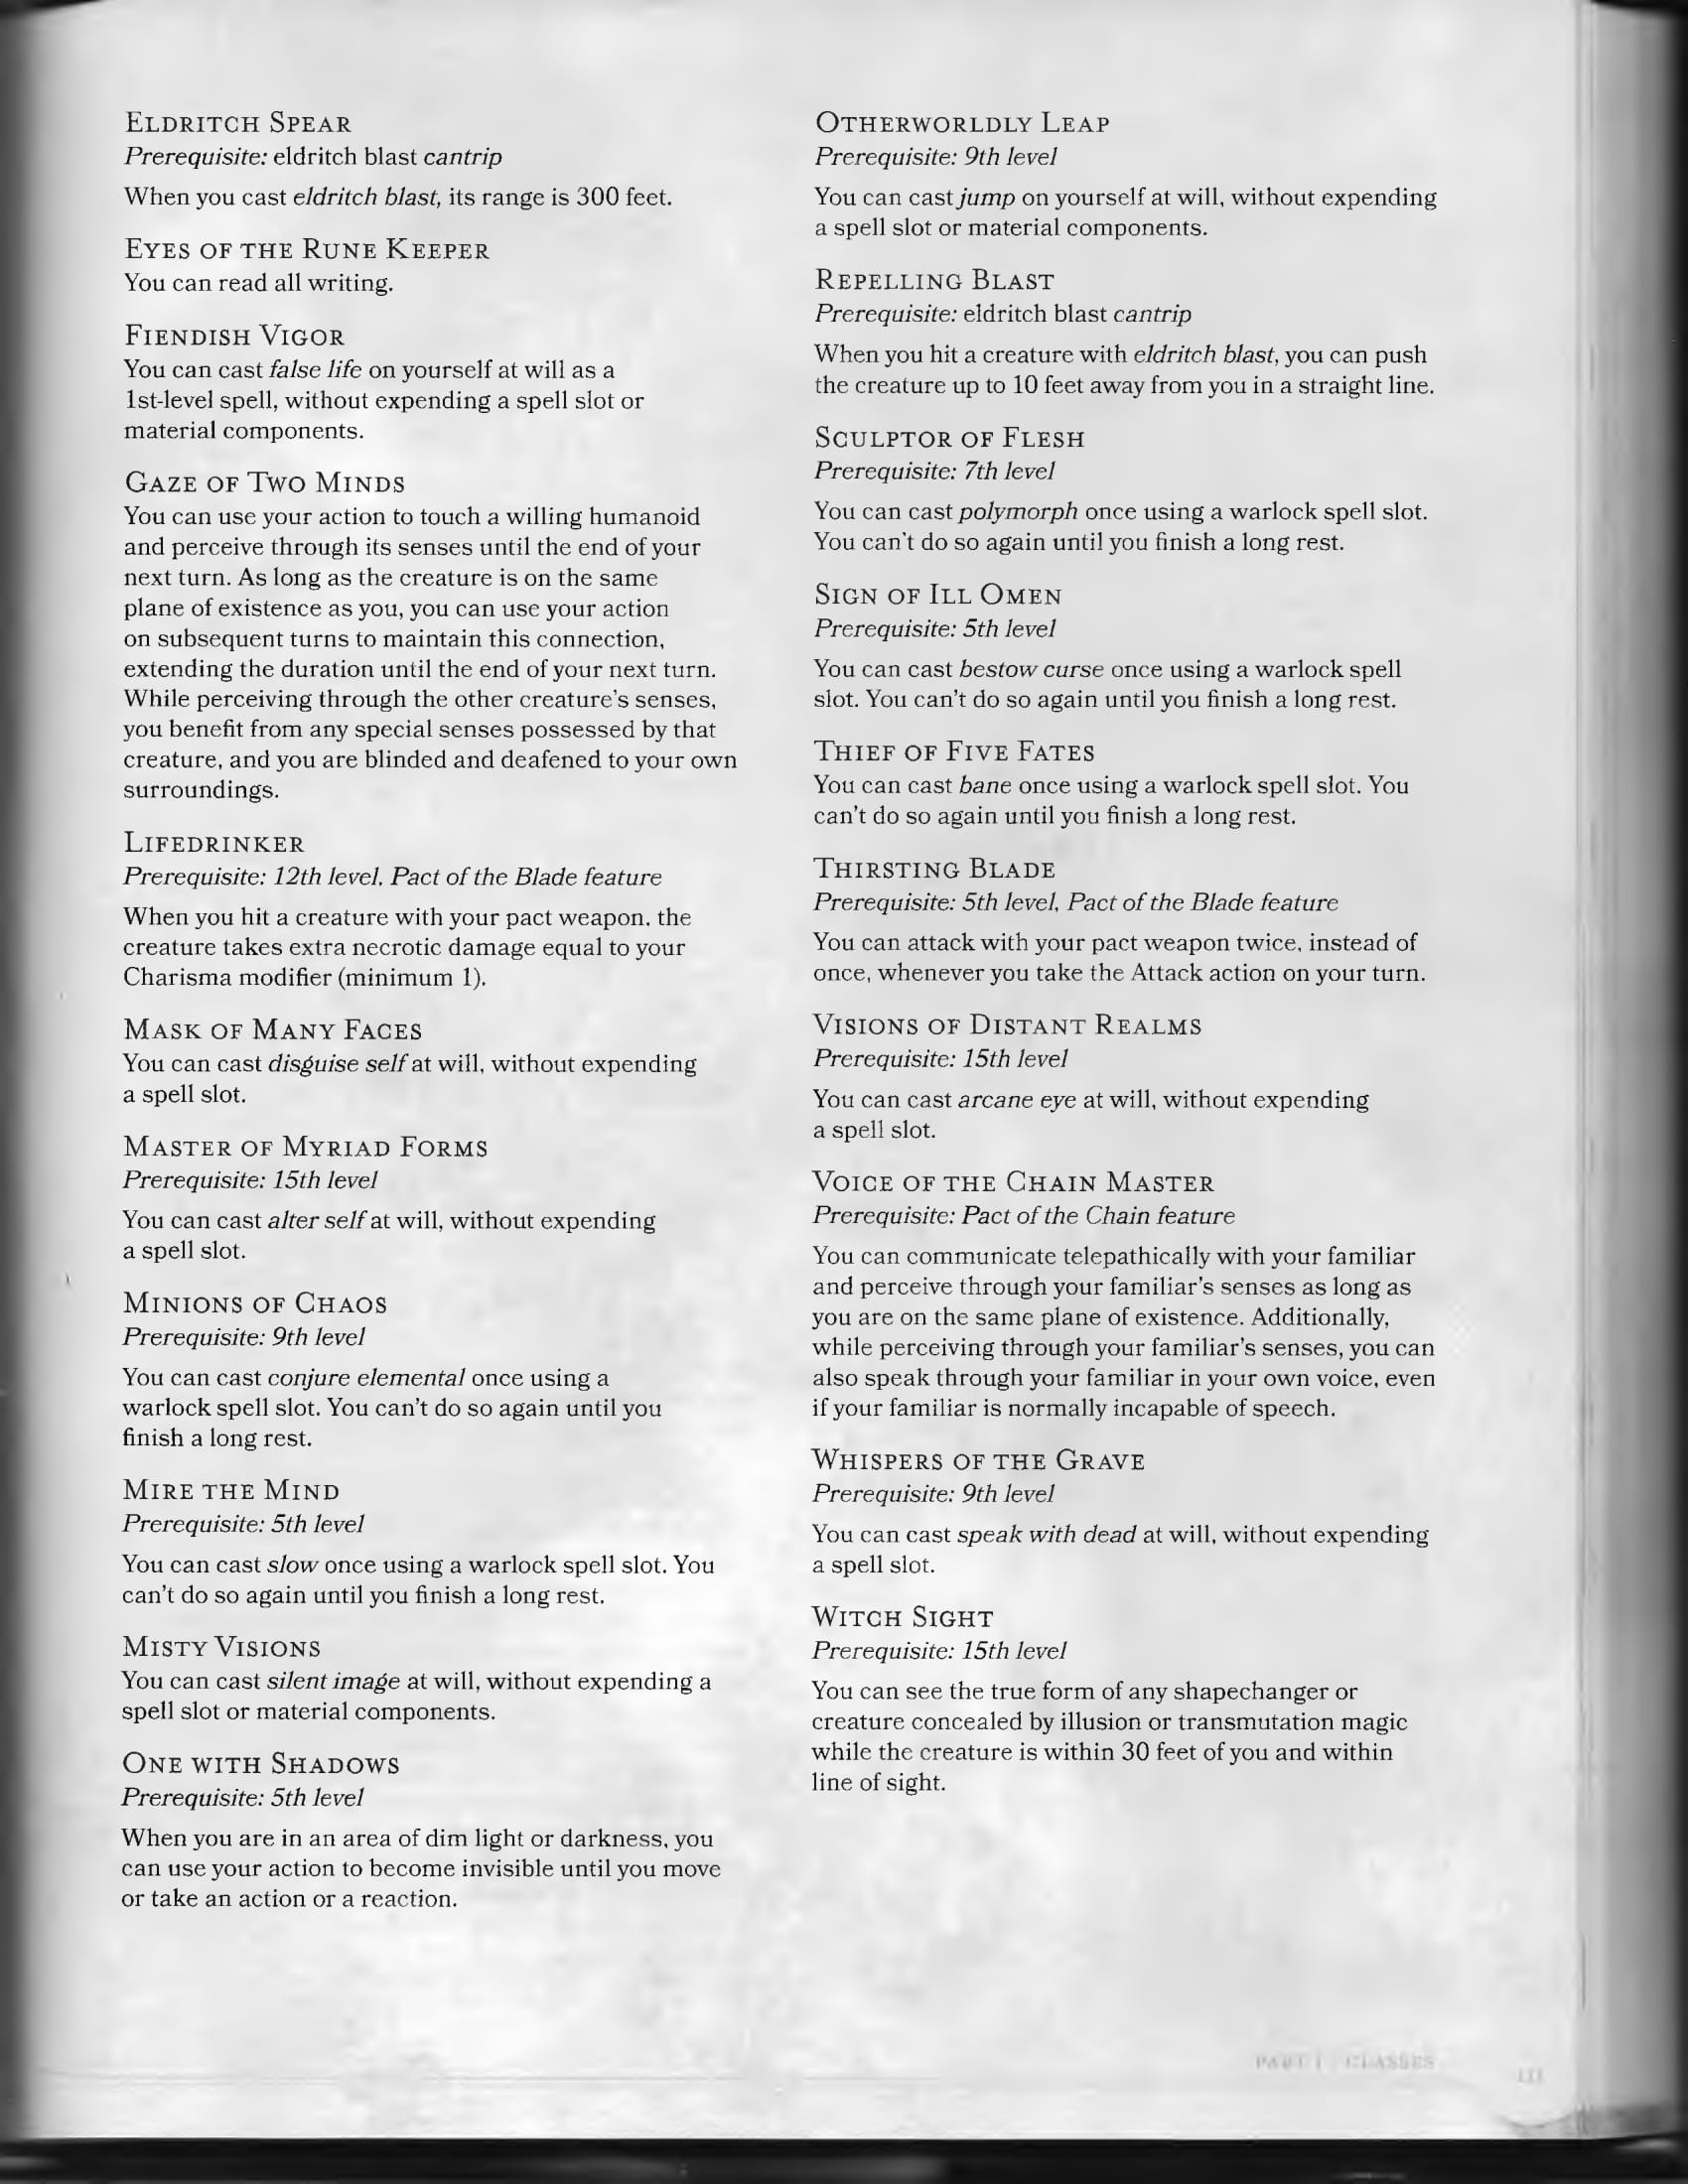 ELDRITCH SPEAR
Prerequisite: eldritch blast cantrip
When you cast eldritch blast, its range is 300 feet.
EYES OF THE RUNE KEEPER
You can read all writing.
FIENDISH VIGOR
You can cast false life on yourself at will as a
1st-level spell, without expending a spell slot or
material components.
GAZE OF TWO MINDS
You can use your action to touch a willing humanoid
and perceive through its senses until the end of your
next turn. As long as the creature is on the same
plane of existence as you, you can use your action
on subsequent turns to maintain this connection,
extending the duration until the end of your next turn.
While perceiving through the other creature's senses,
you benefit from any special senses possessed by that
creature, and you are blinded and deafened to your own
surroundings.
LIFEDRINKER
Prerequisite: 12th level, Pact of the Blade feature
When you hit a creature with your pact weapon, the
creature takes extra necrotic damage equal to your
Charisma modifier (minimum 1).
MASK OF MANY FACES
You can cast disguise self at will, without expending
a spell slot.
MASTER OF MYRIAD FORMS
Prerequisite: 15th level
You can cast alter self at will, without expending
a spell slot.
MINIONS OF CHAOS
Prerequisite: 9th level
You can cast conjure elemental once using a
warlock spell slot. You can't do so again until you
finish a long rest.
MIRE THE MIND
Prerequisite: 5th level
You can cast slow once using a warlock spell slot. You
can't do so again until you finish a long rest.
MISTY VISIONS
You can cast silent image at will, without expending a
spell slot or material components.
ONE WITH SHADOWS
Prerequisite: 5th level
When you are in an area of dim light or darkness, you
can use your action to become invisible until you move
or take an action or a reaction.
OTHERWORLDLY LEAP
Prerequisite: 9th level
You can cast jump on yourself at will, without expending
a spell slot or material components.
REPELLING BLAST
Prerequisite: eldritch blast cantrip
When you hit a creature with eldritch blast, you can push
the creature up to 10 feet away from you in a straight line.
SCULPTOR OF FLESH
Prerequisite: 7th level
You can cast polymorph once using a warlock spell slot.
You can't do so again until you finish a long rest.
SIGN OF ILL OMEN
Prerequisite: 5th level
You can cast bestow curse once using a warlock spell
slot. You can't do so again until you finish a long rest.
THIEF OF FIVE FATES
You can cast bane once using a warlock spell slot. You
can't do so again until you finish a long rest.
THIRSTING BLADE
Prerequisite: 5th level, Pact of the Blade feature
You can attack with your pact weapon twice, instead of
once, whenever you take the Attack action on your turn.
VISIONS OF DISTANT REALMS
Prerequisite: 15th level
You can cast arcane eye at will, without expending
a spell slot.
VOICE OF THE CHAIN MASTER
Prerequisite: Pact of the Chain feature
You can communicate telepathically with your familiar
and perceive through your familiar's senses as long as
you are on the same plane of existence. Additionally,
while perceiving through your familiar's senses, you can
also speak through your familiar in your own voice, even
if your familiar is normally incapable of speech.
WHISPERS OF THE GRAVE
Prerequisite: 9th level
You can cast speak with dead at will, without expending
a spell slot.
WITCH SIGHT
Prerequisite: 15th level
You can see the true form of any shapechanger or
creature concealed by illusion or transmutation magic
while the creature is within 30 feet of you and within
line of sight.
PART 1 CLASSES
111